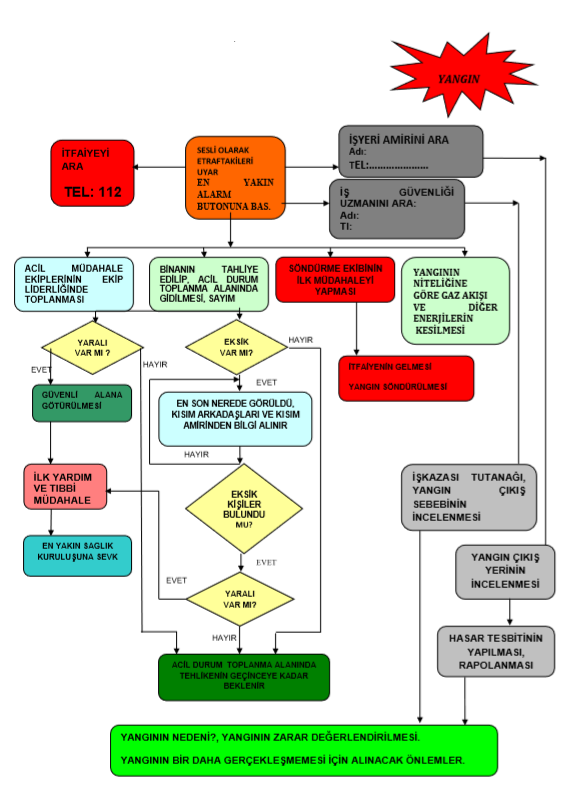 YANGIN
İŞYERİ AMİRİNİ ARA
Adı:
TEL:.....................
İTFAİYEYİ
ARA
TEL: 112
SESLİ OLARAK
ETRAFTAKİLERİ
UYAR
EN YAKIN
ALARM
BUTONUNA BAS.
İŞ GÜVENLİĞİ
UZMANINI ARA:
Adı:
Tl:
ACİL MÜDAHALE
EKİPLERİNİN EKİP
LİDERLİĞİNDE
TOPLANMASI
BİNANIN TAHLİYE
EDİLİP, ACİL DURUM
TOPLANMA ALANINDA
GİDİLMESİ, SAYIM
SÖNDÜRME EKİBİNİN
İLK MÜDAHALEYİ
YAPMASI
YANGININ
NİTELİĞİNE
GÖRE GAZ AKIŞI
VE DİĞER
ENERJİLERİN
KESİLMESİ
YARALI
VAR MI ?
EKSİK
VAR MI?
HAYIR
HAYIR
EVET
EVET
İTFAİYENİN GELMESİ
YANGIN SÖNDÜRÜLMESİ
GÜVENLİ ALANA
GÖTÜRÜLMESİ
EN SON NEREDE GÖRÜLDÜ,
KISIM ARKADAŞLARI VE KISIM
AMİRİNDEN BİLGİ ALINIR
HAYIR
İLK YARDIM
VE TIBBİ
MÜDAHALE
EKSİK
KİŞİLER
BULUNDU
MU?
İŞKAZASI TUTANAĞI,
YANGIN ÇIKIŞ
SEBEBİNİN
İNCELENMESİ
EN YAKIN SAGLIK
KURULUŞUNA SEVK
EVET
EVET
YANGIN ÇIKIŞ
YERİNİN
İNCELENMESİ
YARALI
VAR MI?
HAYIR
HASAR TESBİTİNİN
YAPILMASI,
RAPOLANMASI
ACİL DURUM TOPLANMA ALANINDA
TEHLİKENİN GEÇİNCEYE KADAR
BEKLENİR
YANGININ NEDENİ?, YANGININ ZARAR DEĞERLENDİRİLMESİ.
YANGININ BİR DAHA GERÇEKLEŞMEMESİ İÇİN ALINACAK ÖNLEMLER.